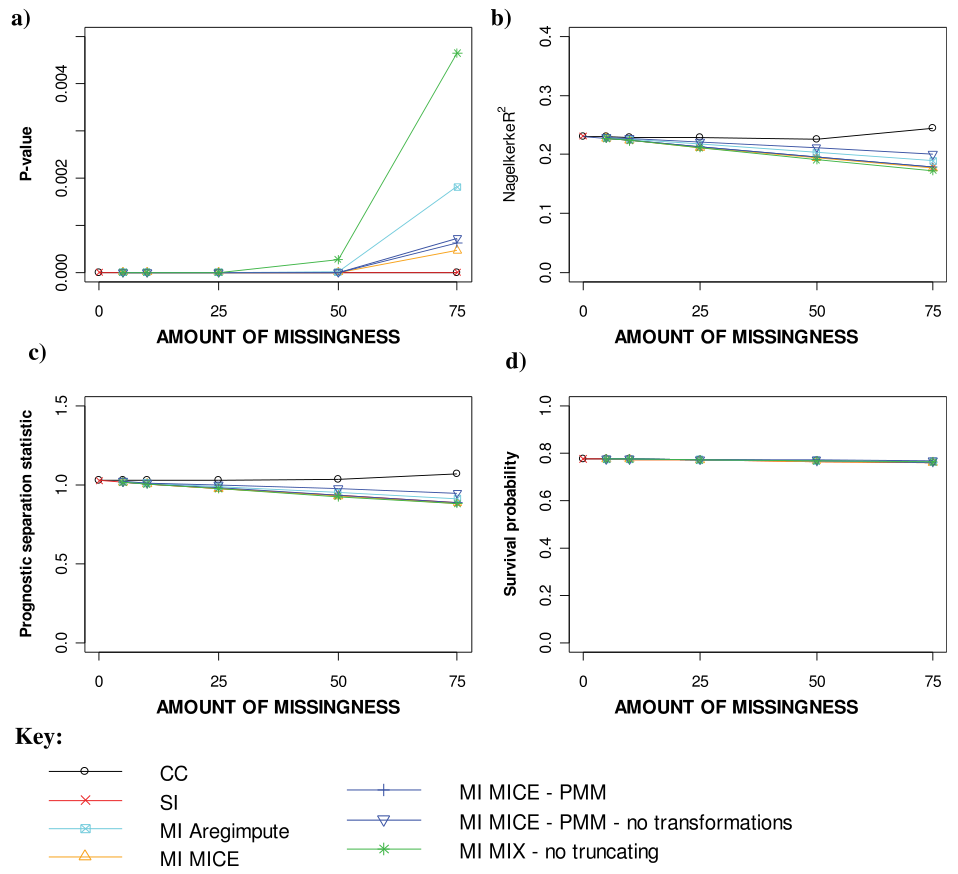 a)
P-value
0.000 0.002 0.004
0 25 50 75
AMOUNT OF MISSINGNESS
b)
NagelkerkeR²
0.0 0.1 0.2 0.3 0.4
0 25 50 75
AMOUNT OF MISSINGNESS
c)
Prognostic separation statistic
0.0 0.5 1.0 1.5
0 25 50 75
AMOUNT OF MISSINGNESS
d)
Survival probability
0.0 0.2 0.4 0.6 0.8 1.0
0 25 50 75
AMOUNT OF MISSINGNESS
Key:
CC
SI
MI Aregimpute
MI MICE
MI MICE - PMM
MI MICE - PMM - no transformations
MI MIX - no truncating